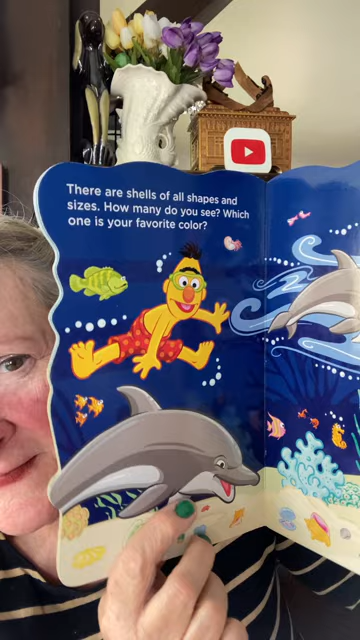 There are shells of all shapes and
sizes. How many do you see? Which
one is your favorite color?